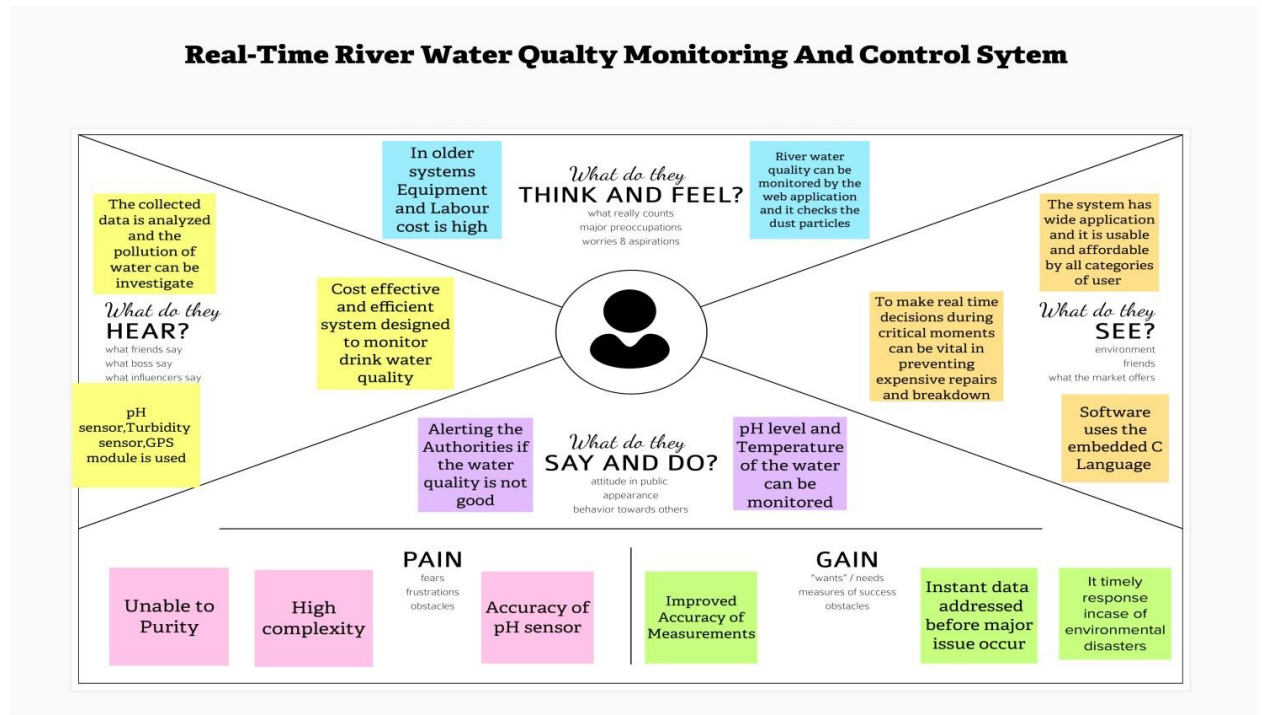 Real-Time River Water Qualty Monitoring And Control Sytem
In older
systems
Equipment
and Labour
cost is high
What do they
THINK AND FEEL?
what really counts
major preoccupations
worries & aspirations
River water
quality can be
monitored by the
web application
and it checks the
dust particles
The collected
data is analyzed
and the
pollution of
water can be
investigate
What do they
HEAR?
what friends say
what boss say
what influencers say
pH
sensor,Turbidity
sensor,GPS
module is used
Cost effective
and efficient
system designed
to monitor
drink water
quality
To make real time
decisions during
critical moments
can be vital in
preventing
expensive repairs
and breakdown
The system has
wide application
and it is usable
and affordable
by all categories
of user
What do they
SEE?
environment
friends
what the market offers
Software
uses the
embedded C
Language
Alerting the
Authorities if
the water
quality is not
good
What do they
SAY AND DO?
attitude in public
appearance
behavior towards others
pH level and
Temperature
of the water
can be
monitored
PAIN
fears
frustrations
obstacles
Unable to
Purity
High
complexity
Accuracy of
pH sensor
GAIN
"wants" / needs
measures of success
obstacles
Improved
Accuracy of
Measurements
Instant data
addressed
before major
issue occur
It timely
response
incase of
environmental
disasters